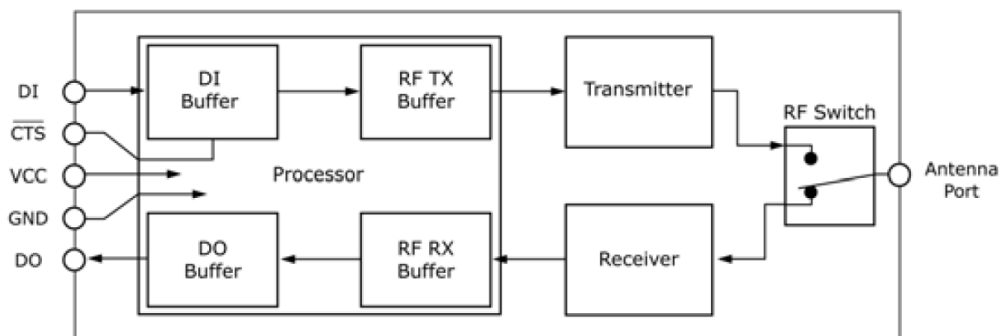 DI
C̅T̅S̅
VCC
GND
DO
DI
Buffer
RF TX
Buffer
Processor
DO
Buffer
RF RX
Buffer
Transmitter
Receiver
RF Switch
Antenna
Port